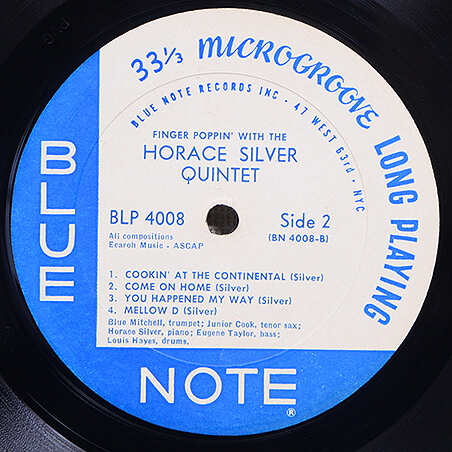 33⅓ MICROGROOVE LONG PLAYING
BLUE NOTE RECORDS INC · 47 WEST 63rd · NYC
FINGER POPPIN' WITH THE
HORACE SILVER
QUINTET
BLP 4008
Side 2
All compositions
Ecaroh Music - ASCAP
(BN 4008-B)
1. COOKIN' AT THE CONTINENTAL (Silver)
2. COME ON HOME (Silver)
3. YOU HAPPENED MY WAY (Silver)
4. MELLOW D (Silver)
Blue Mitchell, trumpet; Junior Cook, tenor sax;
Horace Silver, piano; Eugene Taylor, bass;
Louis Hayes, drums.
BLUE
NOTE®